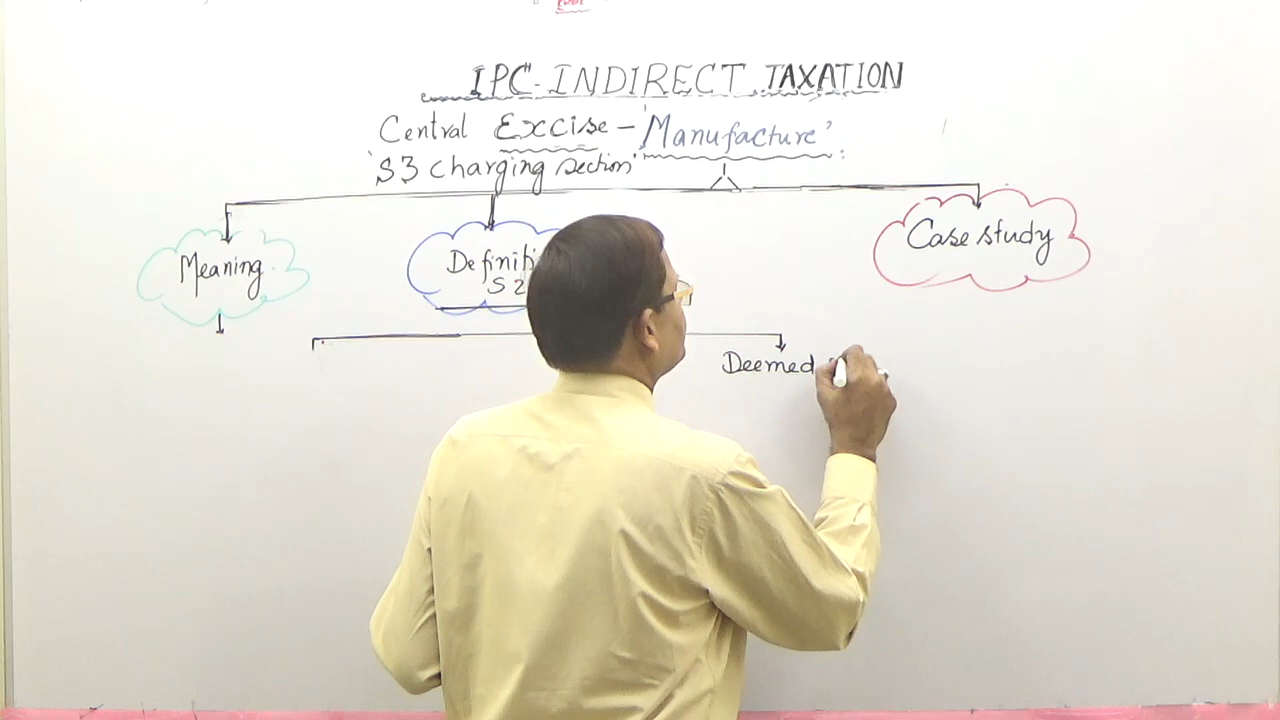 IPC-INDIRECT TAXATION
Central Excise - 'Manufacture'
'S3 charging section'
Meaning
Case study
Deemed